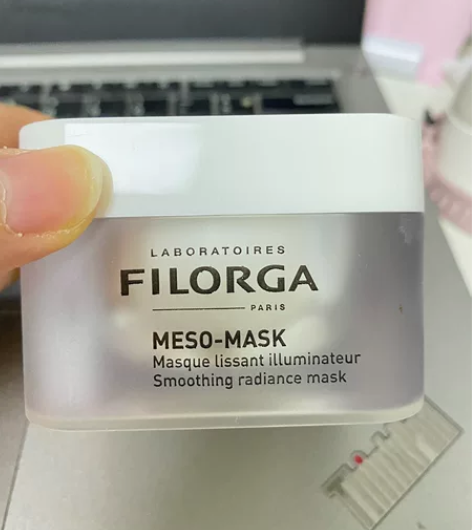 LABORATOIRES
FILORGA
PARIS
MESO-MASK
Masque lissant illuminateur
Smoothing radiance mask